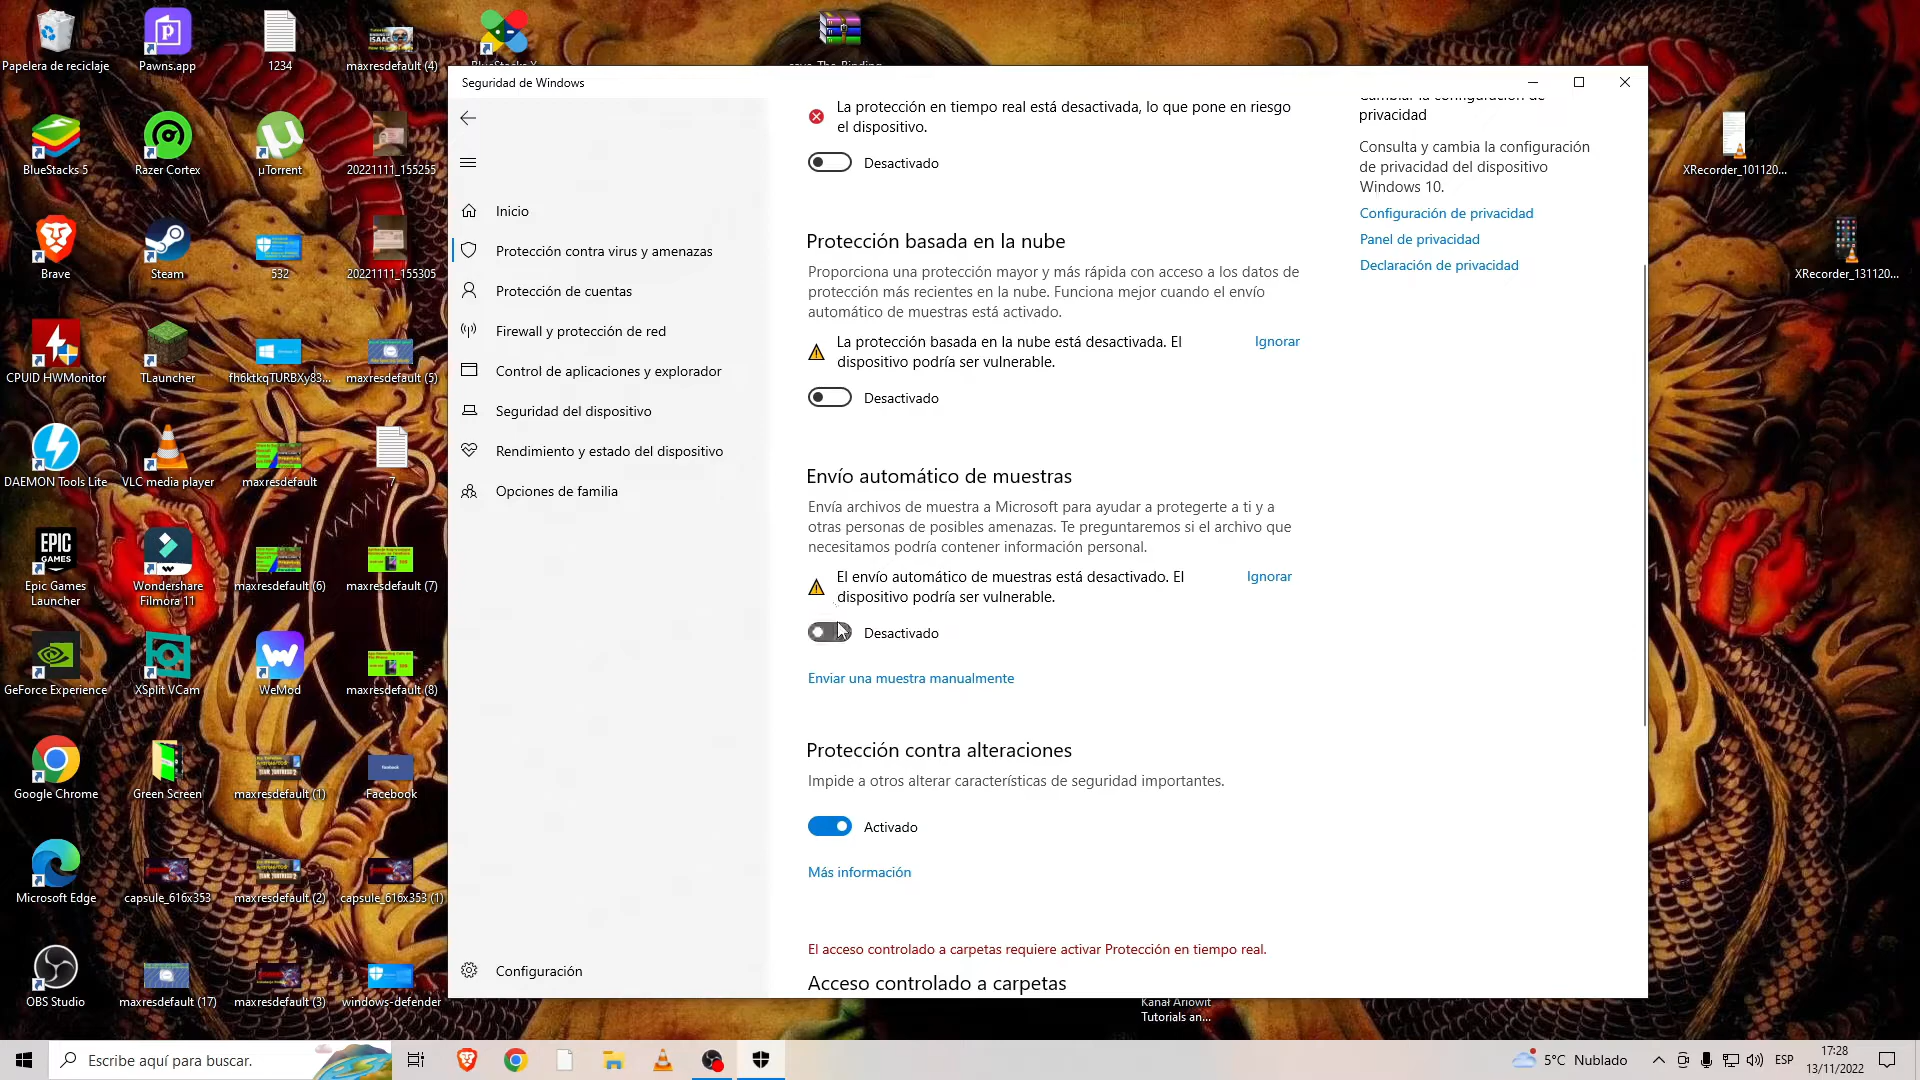 Papelera de reciclaje
Pawns.app
1234
maxresdefault (4)
BlueStacks X
BlueStacks 5
Razer Cortex
µTorrent
20221111_155255
Brave
Steam
532
20221111_155305
CPUID HWMonitor
TLauncher
fh6ktkqTURBXy83...
maxresdefault (5)
DAEMON Tools Lite
VLC media player
maxresdefault
7
Epic Games
Launcher
Wondershare
Filmora 11
maxresdefault (6)
maxresdefault (7)
GeForce Experience
XSplit VCam
WeMod
maxresdefault (8)
Google Chrome
Green Screen
maxresdefault (1)
Facebook
Microsoft Edge
capsule_616x353
maxresdefault (2)
capsule_616x353 (1)
OBS Studio
maxresdefault (17)
maxresdefault (3)
windows-defender
Seguridad de Windows
Inicio
Protección contra virus y amenazas
Protección de cuentas
Firewall y protección de red
Control de aplicaciones y explorador
Seguridad del dispositivo
Rendimiento y estado del dispositivo
Opciones de familia
Configuración
La protección en tiempo real está desactivada, lo que pone en riesgo
el dispositivo.
Desactivado
Protección basada en la nube
Proporciona una protección mayor y más rápida con acceso a los datos de
protección más recientes en la nube. Funciona mejor cuando el envío
automático de muestras está activado.
La protección basada en la nube está desactivada. El
dispositivo podría ser vulnerable.
Ignorar
Desactivado
Envío automático de muestras
Envía archivos de muestra a Microsoft para ayudar a protegerte a ti y a
otras personas de posibles amenazas. Te preguntaremos si el archivo que
necesitamos podría contener información personal.
El envío automático de muestras está desactivado. El
dispositivo podría ser vulnerable.
Ignorar
Desactivado
Enviar una muestra manualmente
Protección contra alteraciones
Impide a otros alterar características de seguridad importantes.
Activado
Más información
El acceso controlado a carpetas requiere activar Protección en tiempo real.
Acceso controlado a carpetas
Cambiar la configuración de
privacidad
Consulta y cambia la configuración
de privacidad del dispositivo
Windows 10.
Configuración de privacidad
Panel de privacidad
Declaración de privacidad
XRecorder_101120...
XRecorder_131120...
Kanał Ariowit
Tutorials an...
Escribe aquí para buscar.
5°C Nublado
ESP
17:28
13/11/2022